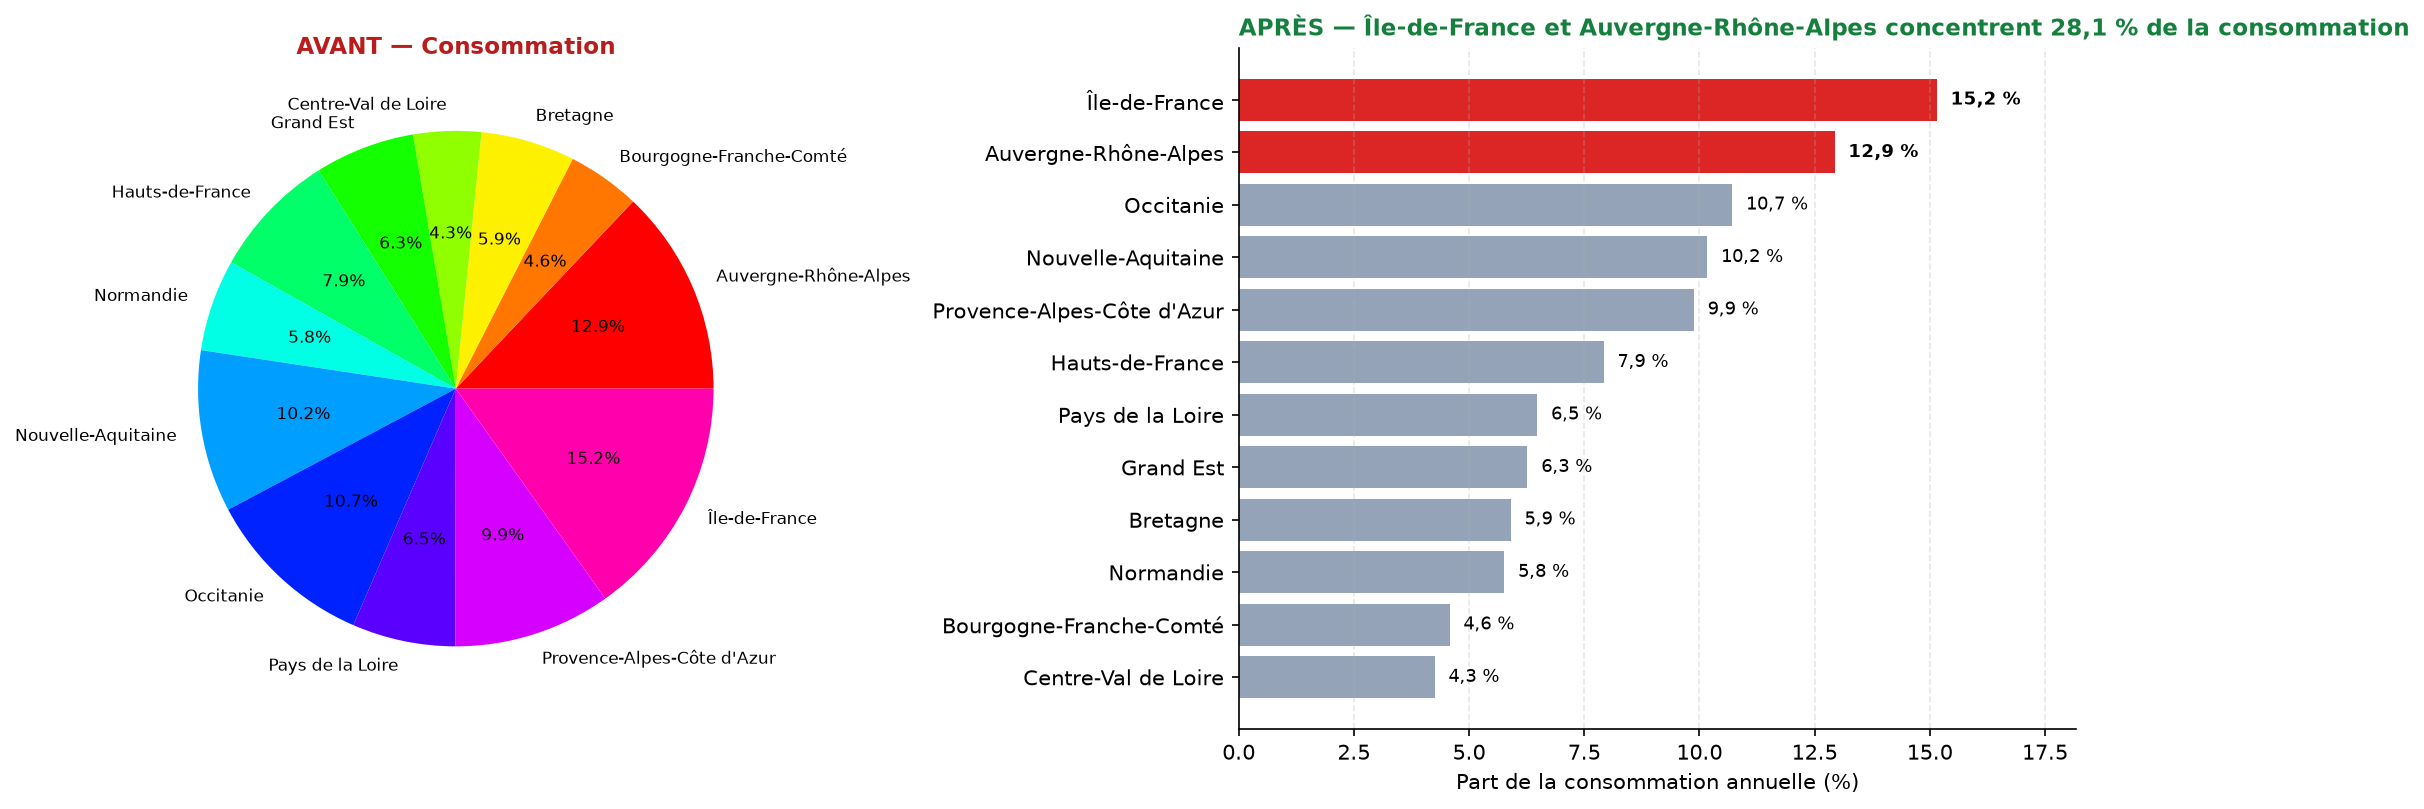 AVANT — Consommation
Centre-Val de Loire
Grand Est
Bretagne
Bourgogne-Franche-Comté
Hauts-de-France
Auvergne-Rhône-Alpes
Normandie
Nouvelle-Aquitaine
Île-de-France
Occitanie
Provence-Alpes-Côte d'Azur
Pays de la Loire
4.3%
5.9%
6.3%
4.6%
7.9%
12.9%
5.8%
10.2%
15.2%
10.7%
9.9%
6.5%
APRÈS — Île-de-France et Auvergne-Rhône-Alpes concentrent 28,1 % de la consommation
Île-de-France 15,2 %
Auvergne-Rhône-Alpes 12,9 %
Occitanie 10,7 %
Nouvelle-Aquitaine 10,2 %
Provence-Alpes-Côte d'Azur 9,9 %
Hauts-de-France 7,9 %
Pays de la Loire 6,5 %
Grand Est 6,3 %
Bretagne 5,9 %
Normandie 5,8 %
Bourgogne-Franche-Comté 4,6 %
Centre-Val de Loire 4,3 %
0.0 2.5 5.0 7.5 10.0 12.5 15.0 17.5
Part de la consommation annuelle (%)